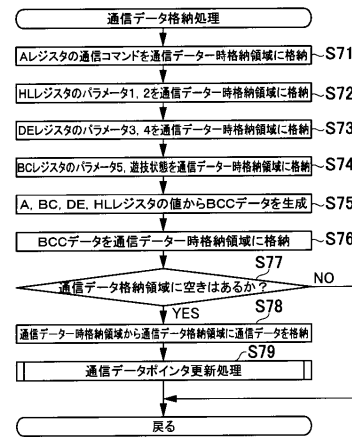 通信データ格納処理
Aレジスタの通信コマンドを通信データ一時格納領域に格納 S71
HLレジスタのパラメータ1, 2を通信データ一時格納領域に格納 S72
DEレジスタのパラメータ3, 4を通信データ一時格納領域に格納 S73
BCレジスタのパラメータ5, 遊技状態を通信データ一時格納領域に格納 S74
A, BC, DE, HLレジスタの値からBCCデータを生成 S75
BCCデータを通信データ一時格納領域に格納 S76
S77
通信データ格納領域に空きはあるか? NO
YES S78
通信データ一時格納領域から通信データ格納領域に通信データを格納
S79
通信データポインタ更新処理
戻る